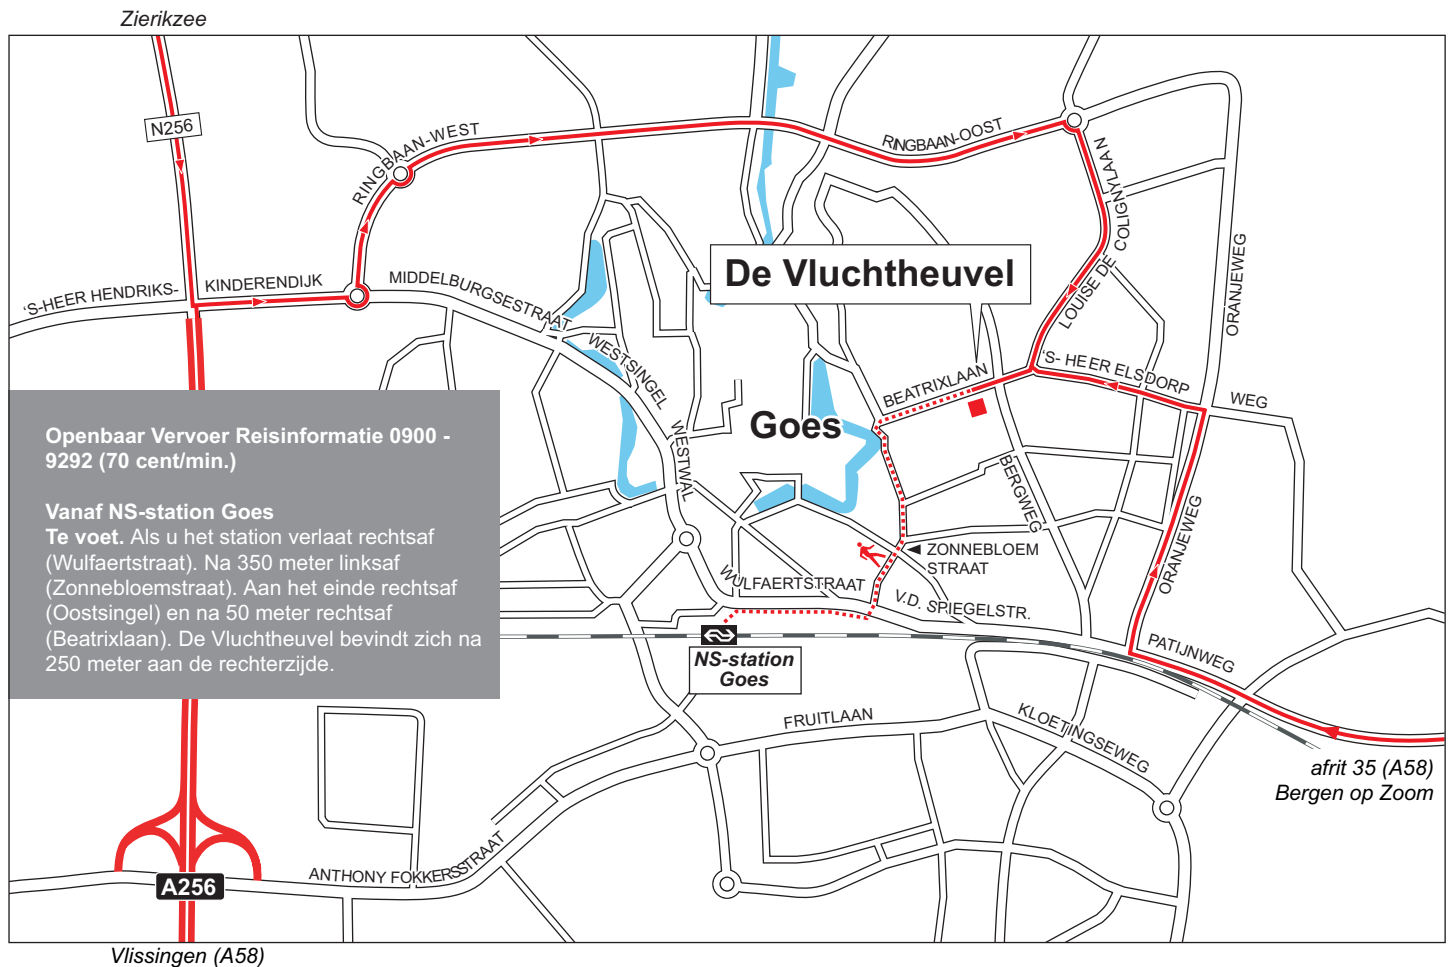 Zierikzee
N256
RINGBAAN-WEST
RINGBAAN-OOST
LOUISE DE COLIGNYLAAN
ORANJEWEG
'S-HEER HENDRIKS-
KINDERENDIJK
MIDDELBURGSESTRAAT
De Vluchtheuvel
WESTSINGEL
BEATRIXLAAN
'S- HEER ELSDORP
WEG
Goes
WESTWAL
BERGWEG
Openbaar Vervoer Reisinformatie 0900 -
9292 (70 cent/min.)
Vanaf NS-station Goes
Te voet. Als u het station verlaat rechtsaf
(Wulfaertstraat). Na 350 meter linksaf
(Zonnebloemstraat). Aan het einde rechtsaf
(Oostsingel) en na 50 meter rechtsaf
(Beatrixlaan). De Vluchtheuvel bevindt zich na
250 meter aan de rechterzijde.
ZONNEBLOEM
STRAAT
ORANJEWEG
WULFAERTSTRAAT
V.D. SPIEGELSTR.
PATIJNWEG
NS-station
Goes
FRUITLAAN
KLOETINGSEWEG
afrit 35 (A58)
Bergen op Zoom
ANTHONY FOKKERSSTRAAT
A256
Vlissingen (A58)